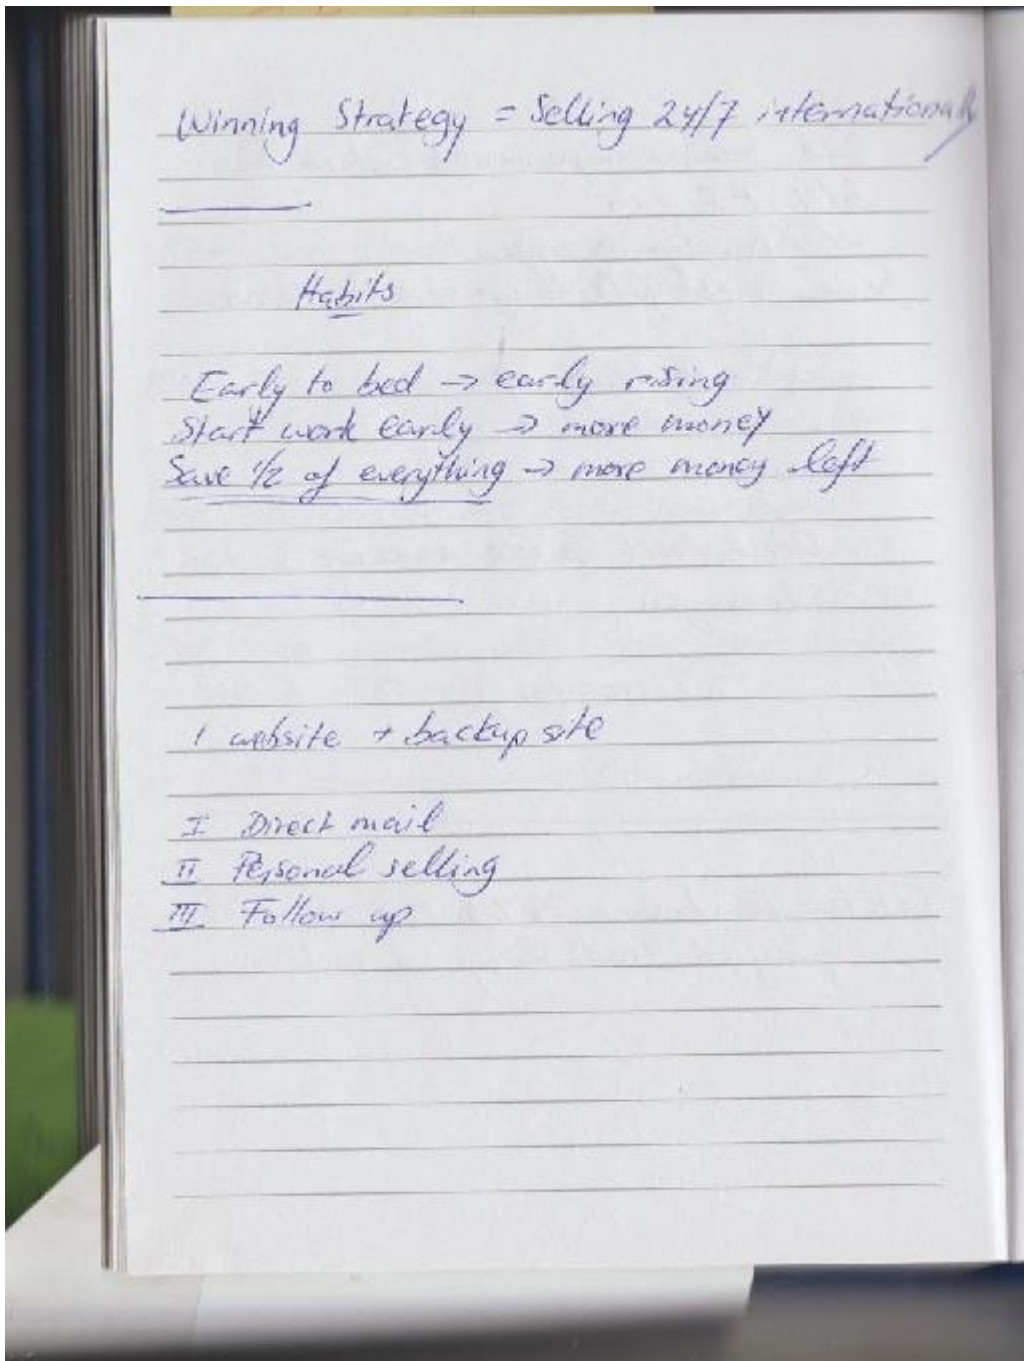 Winning Strategy = Selling 24/7 internationally
Habits
Early to bed → early rising
Start work early → more money
Save 1/2 of everything → more money left
1 website + backup site
I Direct mail
II Personal selling
III Follow up